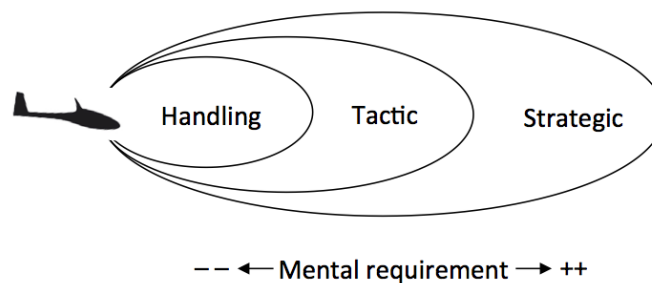 Handling Tactic Strategic
−− ← Mental requirement → ++